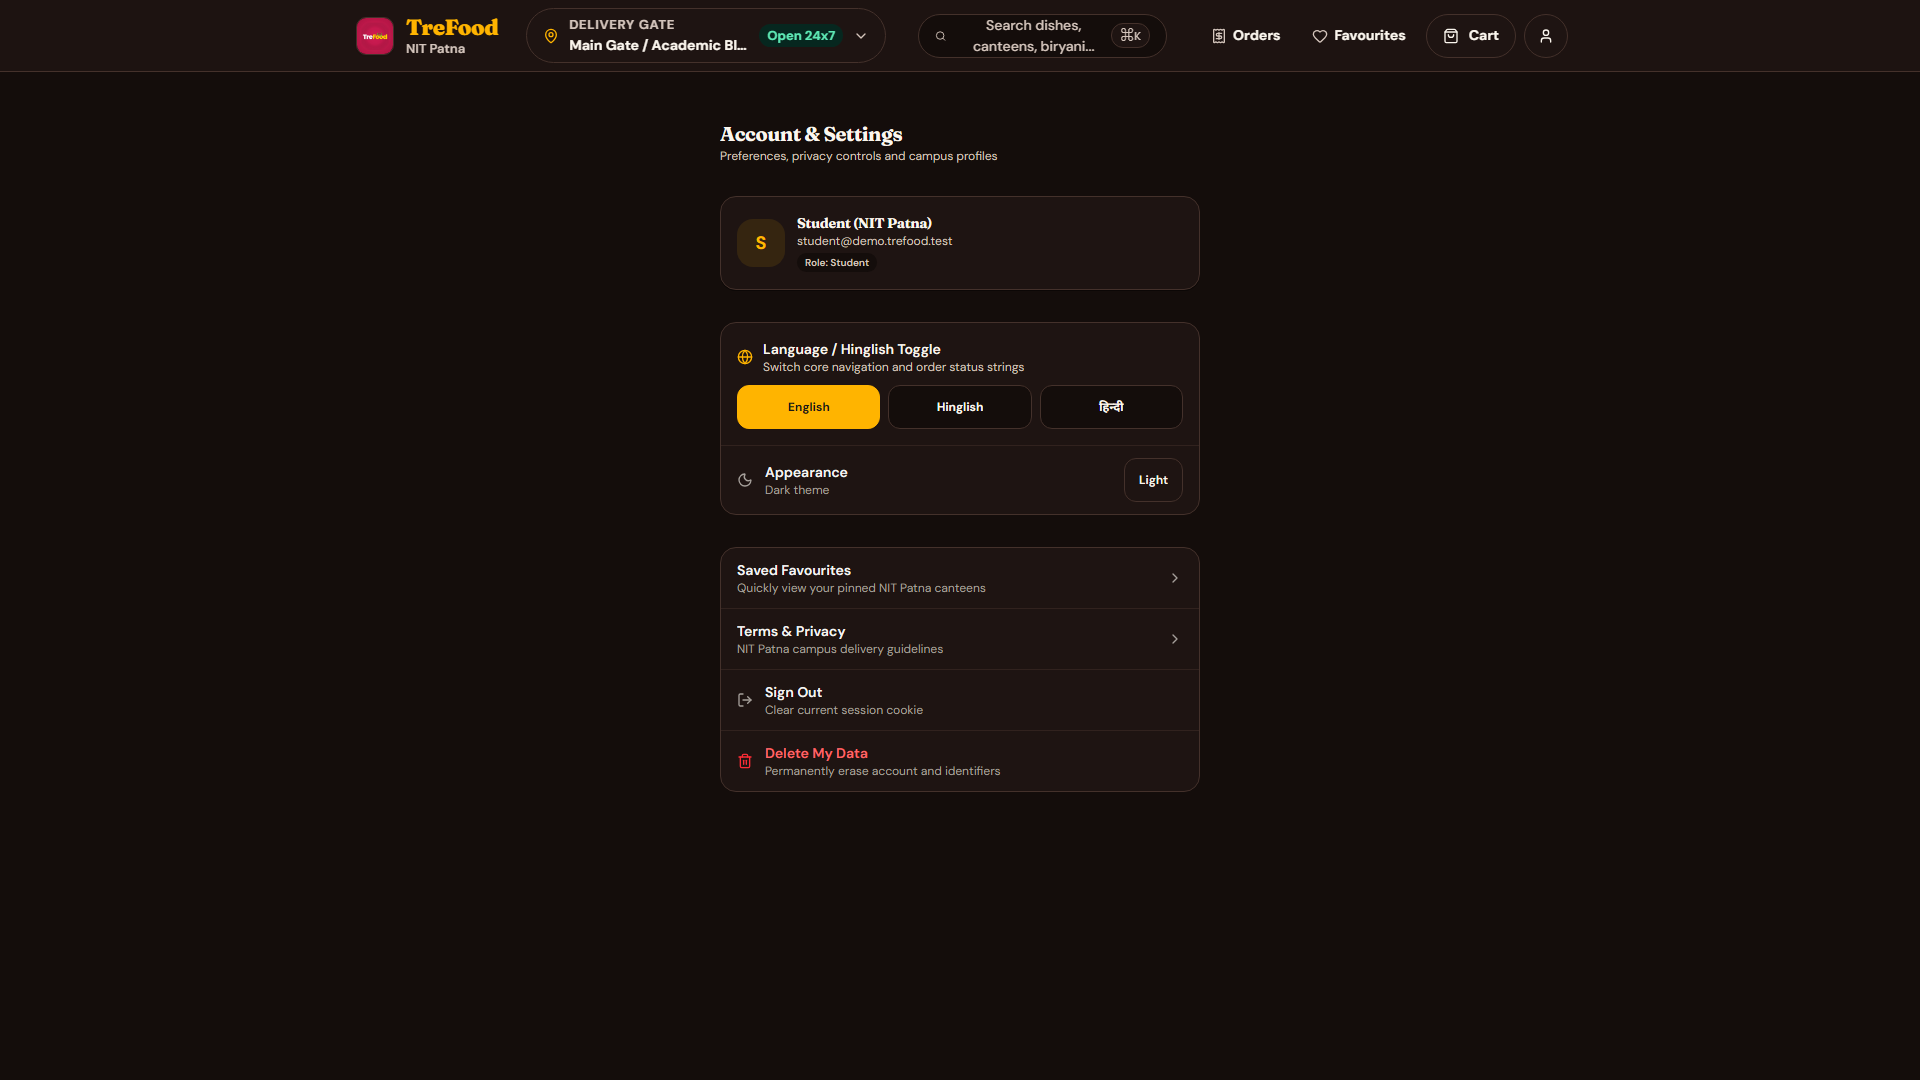 TreFood
TreFood
NIT Patna
DELIVERY GATE
Main Gate / Academic Bl...
Open 24x7
Search dishes,
canteens, biryani...
⌘K
Orders
Favourites
Cart
Account & Settings
Preferences, privacy controls and campus profiles
S
Student (NIT Patna)
student@demo.trefood.test
Role: Student
Language / Hinglish Toggle
Switch core navigation and order status strings
English
Hinglish
हिन्दी
Appearance
Dark theme
Light
Saved Favourites
Quickly view your pinned NIT Patna canteens
Terms & Privacy
NIT Patna campus delivery guidelines
Sign Out
Clear current session cookie
Delete My Data
Permanently erase account and identifiers